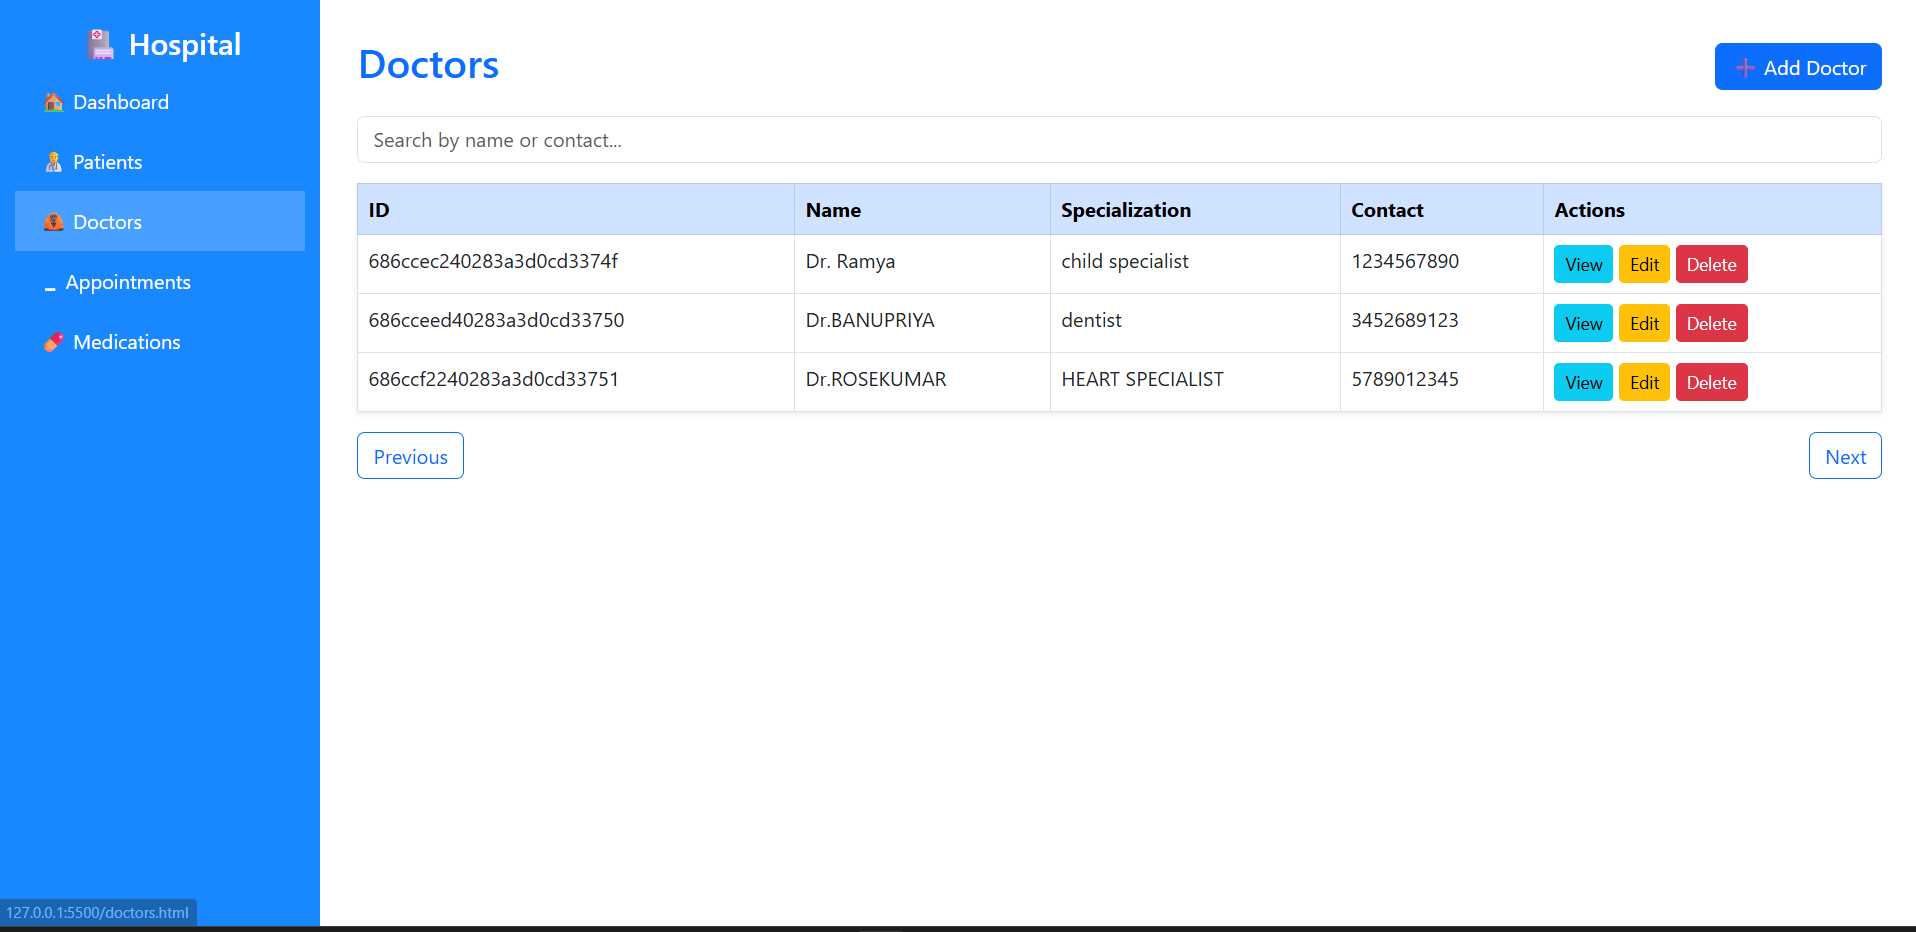 Hospital
Dashboard
Patients
Doctors
Appointments
Medications
Doctors
Add Doctor
Search by name or contact...
ID Name Specialization Contact Actions
686ccec240283a3d0cd3374f Dr. Ramya child specialist 1234567890 View Edit Delete
686cceed40283a3d0cd33750 Dr.BANUPRIYA dentist 3452689123 View Edit Delete
686ccf2240283a3d0cd33751 Dr.ROSEKUMAR HEART SPECIALIST 5789012345 View Edit Delete
Previous Next
127.0.0.1:5500/doctors.html